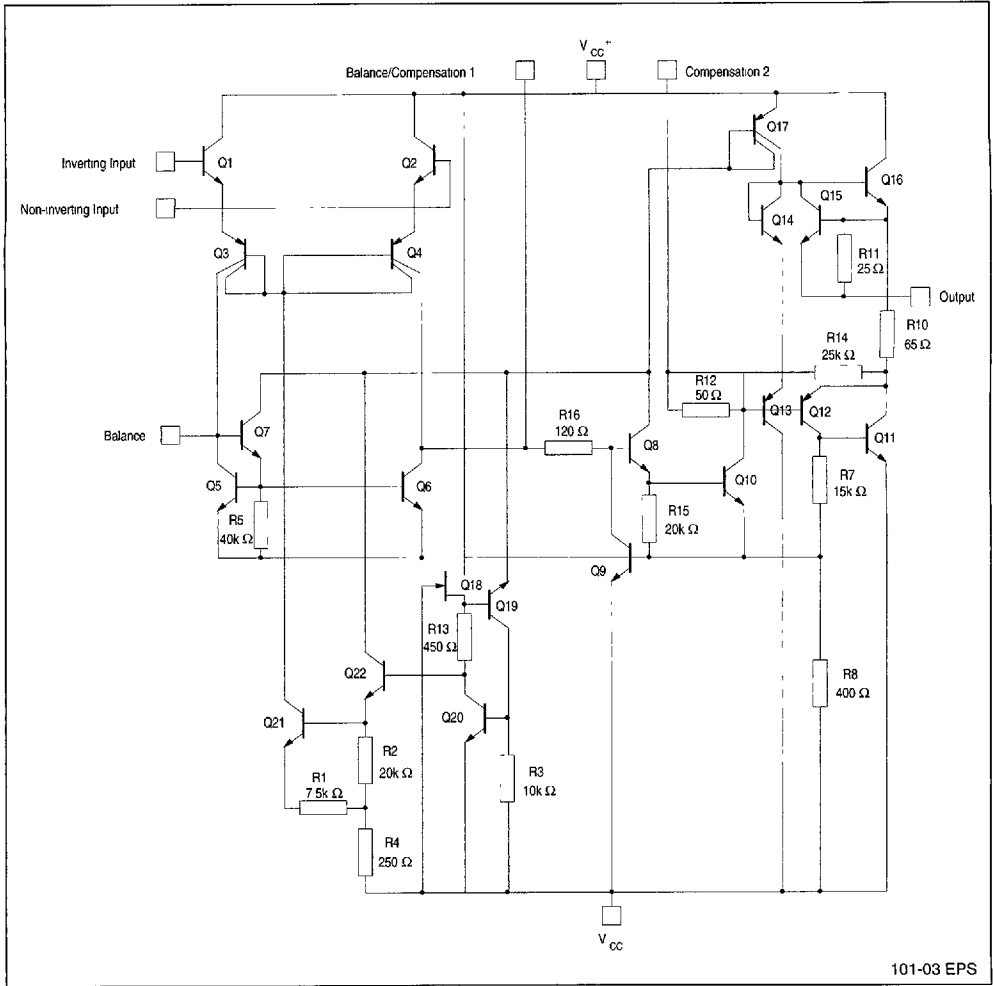 V CC +
Balance/Compensation 1
Compensation 2
Q17
Inverting Input
Q1
Q2
Q16
Q15
Non-inverting Input
Q14
Q3
Q4
R11
25 Ω
Output
R10
65 Ω
R14
25k Ω
R12
50 Ω
Q13
Q12
R16
120 Ω
Balance
Q7
Q8
Q11
Q5
Q6
Q10
R7
15k Ω
R5
40k Ω
R15
20k Ω
Q9
Q18
Q19
R13
450 Ω
Q22
R8
400 Ω
Q21
Q20
R2
20k Ω
R3
10k Ω
R1
7 5k Ω
R4
250 Ω
V CC
101-03 EPS